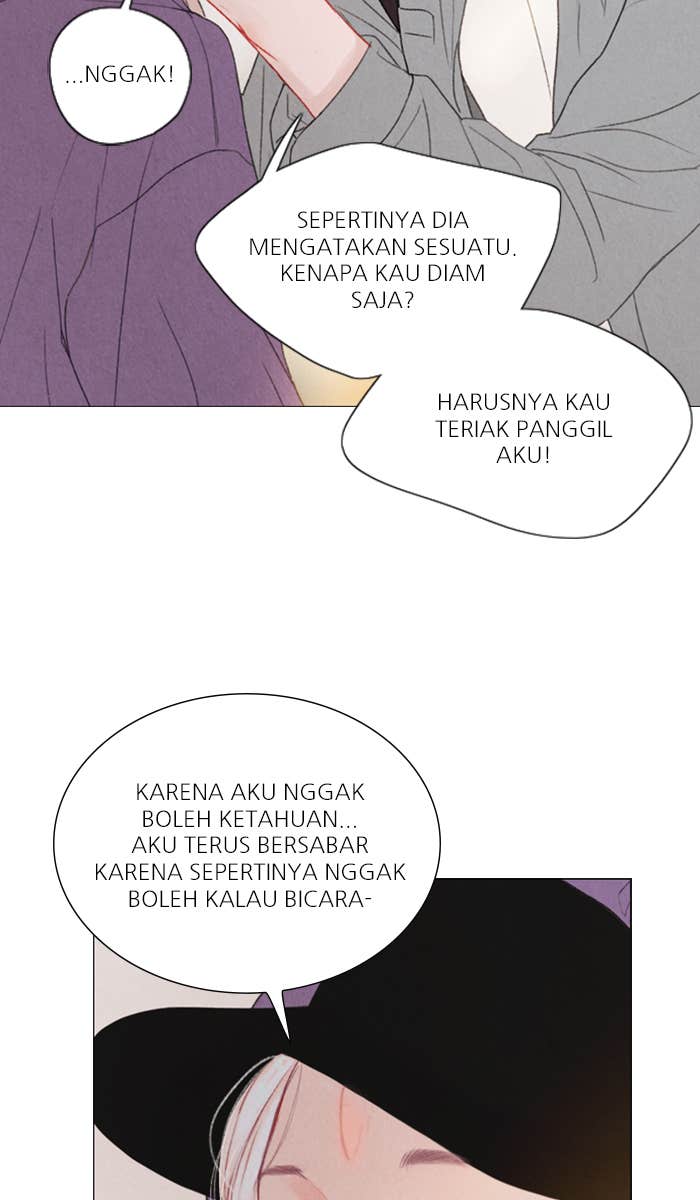 ...NGGAK!
SEPERTINYA DIA
MENGATAKAN SESUATU.
KENAPA KAU DIAM
SAJA?
HARUSNYA KAU
TERIAK PANGGIL
AKU!
KARENA AKU NGGAK
BOLEH KETAHUAN...
AKU TERUS BERSABAR
KARENA SEPERTINYA NGGAK
BOLEH KALAU BICARA-